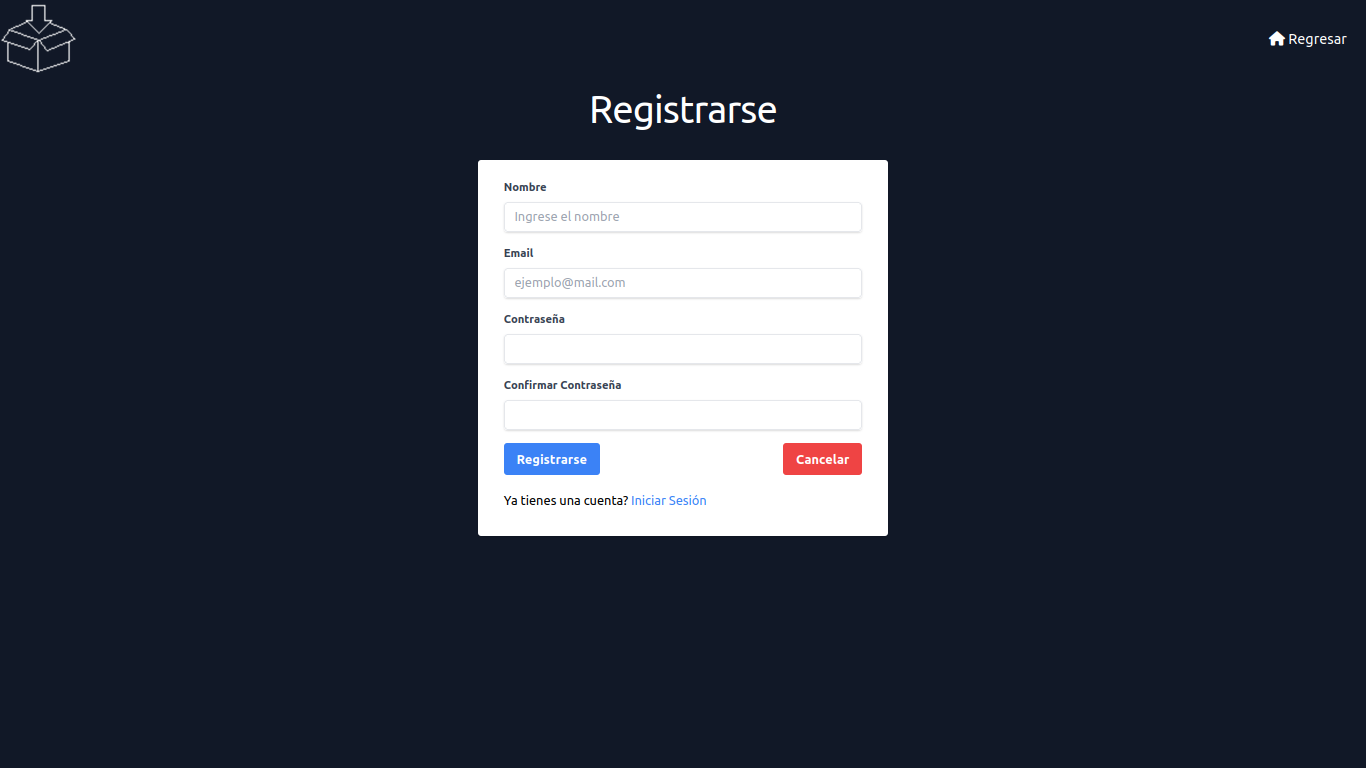 Regresar
Registrarse
Nombre
Ingrese el nombre
Email
ejemplo@mail.com
Contraseña
Confirmar Contraseña
Registrarse Cancelar
Ya tienes una cuenta? Iniciar Sesión